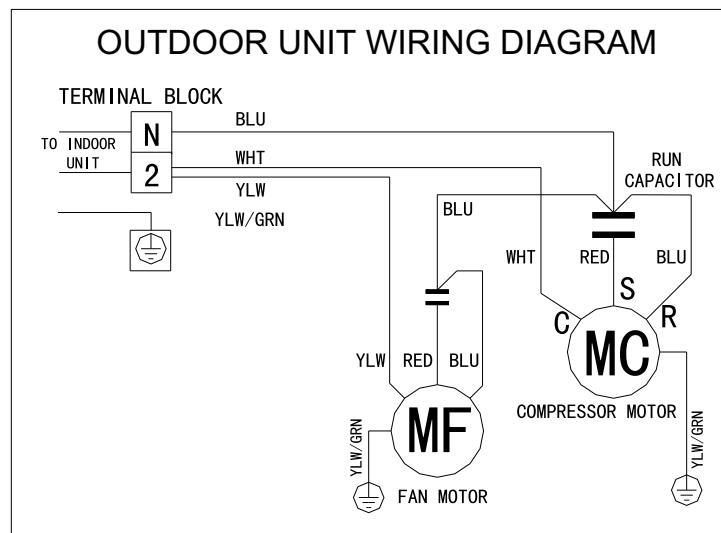 OUTDOOR UNIT WIRING DIAGRAM
TERMINAL BLOCK
BLU
N
TO INDOOR
UNIT
WHT
2
YLW
RUN
CAPACITOR
YLW/GRN
BLU
WHT
RED
BLU
S
C
R
MC
YLW
RED
BLU
COMPRESSOR MOTOR
MF
YLW/GRN
YLW/GRN
FAN MOTOR